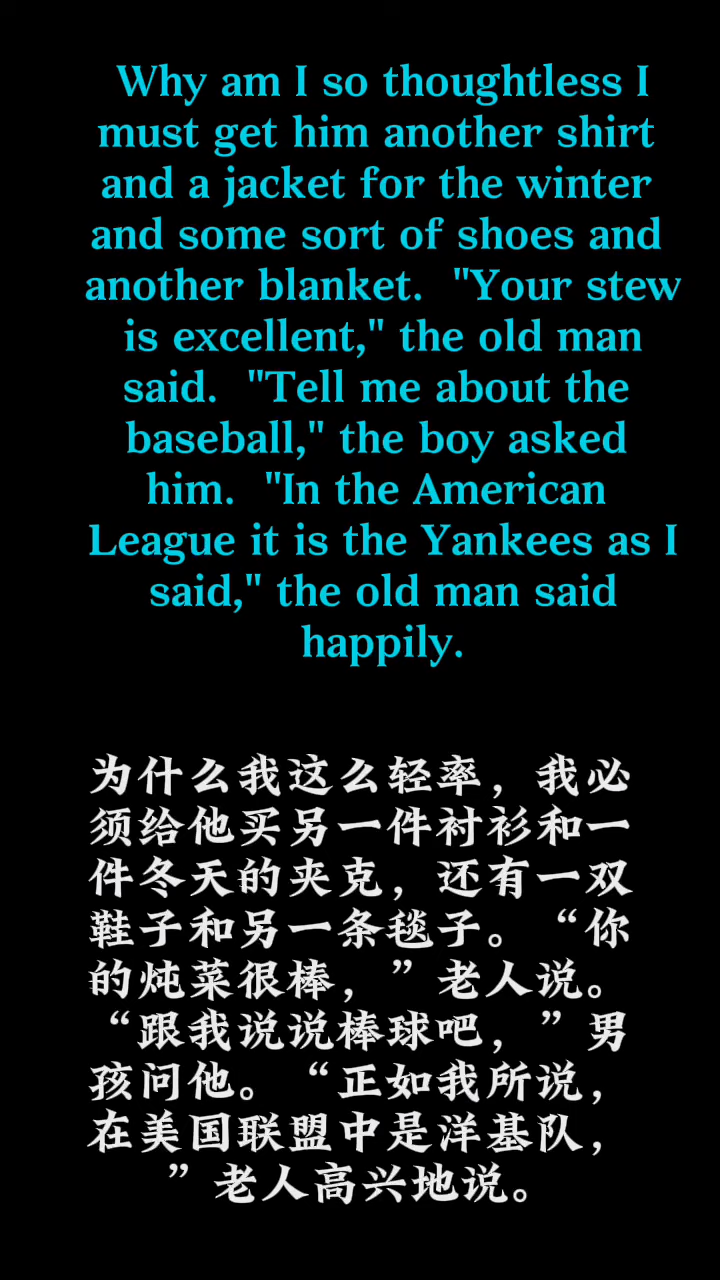 Why am I so thoughtless I
must get him another shirt
and a jacket for the winter
and some sort of shoes and
another blanket.  "Your stew
is excellent," the old man
said.  "Tell me about the
baseball," the boy asked
him.  "In the American
League it is the Yankees as I
said," the old man said
happily.
为什么我这么轻率，我必
须给他买另一件衬衫和一
件冬天的夹克，还有一双
鞋子和另一条毯子。“你
的炖菜很棒，”老人说。
“跟我说说棒球吧，”男
孩问他。“正如我所说，
在美国联盟中是洋基队，
”老人高兴地说。